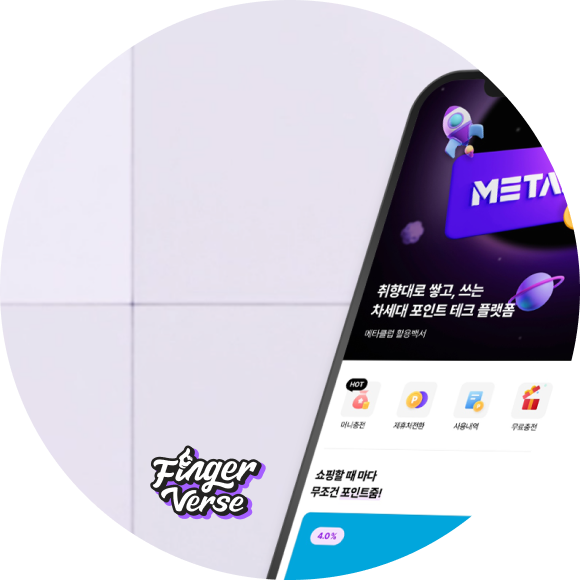 META
취향대로 쌓고, 쓰는
차세대 포인트 테크 플랫폼
메타클럽 활용백서
HOT
머니충전
제휴처전환
사용내역
무료충전
쇼핑할 때 마다
무조건 포인트줌!
4.0%
Finger
Verse